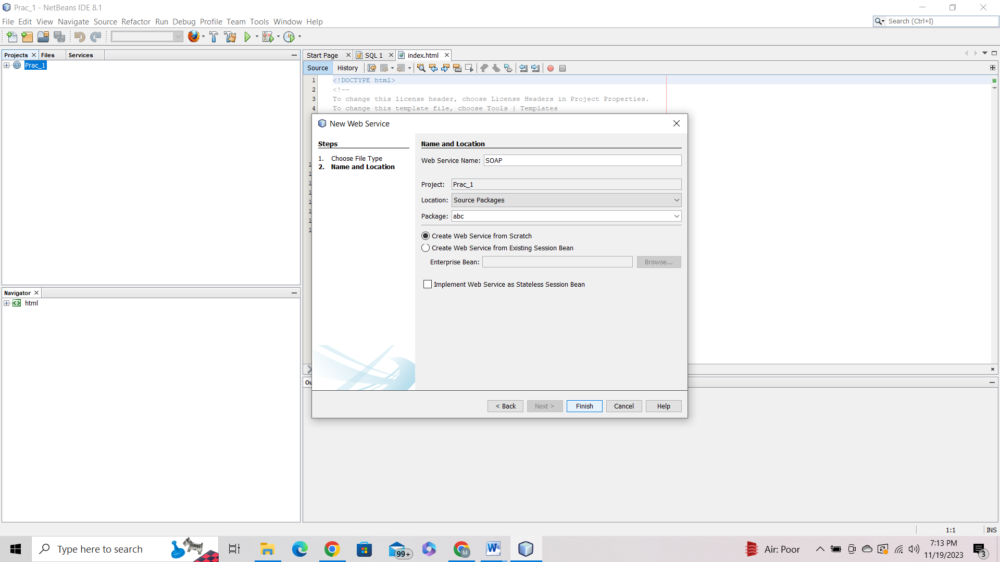 Prac_1 - NetBeans IDE 8.1
File Edit View Navigate Source Refactor Run Debug Profile Team Tools Window Help
Search (Ctrl+I)
Projects Files Services
Prac_1
Start Page SQL 1 index.html
Source History
1 <!DOCTYPE html>
2 <!--
3 To change this license header, choose License Headers in Project Properties.
4 To change this template file, choose Tools | Templates
New Web Service
Steps
1. Choose File Type
2. Name and Location
Name and Location
Web Service Name: SOAP
Project: Prac_1
Location: Source Packages
Package: abc
Create Web Service from Scratch
Create Web Service from Existing Session Bean
Enterprise Bean: Browse...
Implement Web Service as Stateless Session Bean
< Back Next > Finish Cancel Help
Navigator
html
1:1 INS
Type here to search
99+
M
Air: Poor
7:13 PM
11/19/2023
3